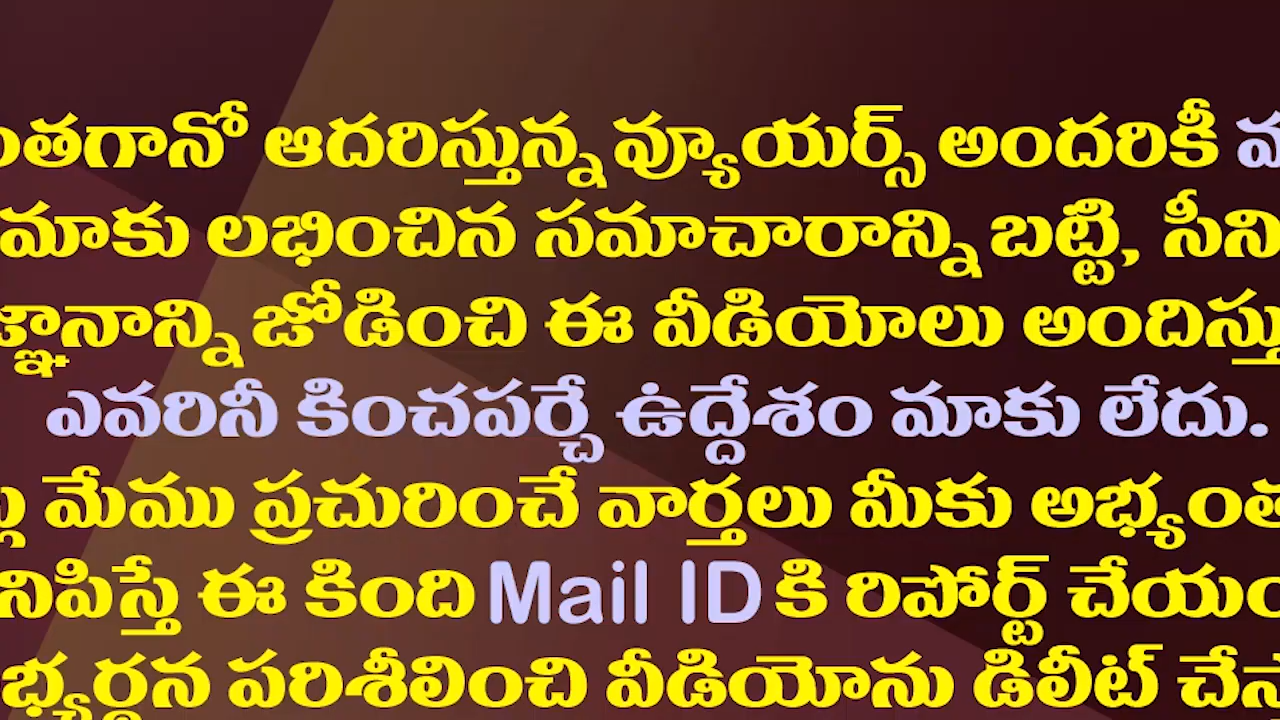 ంతగానో ఆదరిస్తున్న వ్యూయర్స్ అందరికీ
మాకు లభించిన సమాచారాన్ని బట్టి, సీని
జ్ఞానాన్ని జోడించి ఈ వీడియోలు అందిస్తు
ఎవరినీ కించపర్చే ఉద్దేశం మాకు లేదు.
మేము ప్రచురించే వార్తలు మీకు అభ్యంత
నిపిస్తే ఈ కింది Mail ID కి రిపోర్ట్ చేయం
భ్యర్థన పరిశీలించి వీడియోను డిలీట్ చేస